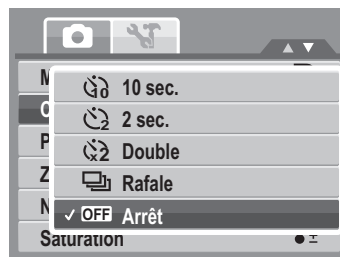 10 sec.
2 sec.
Double
Rafale
OFF Arrêt
Saturation